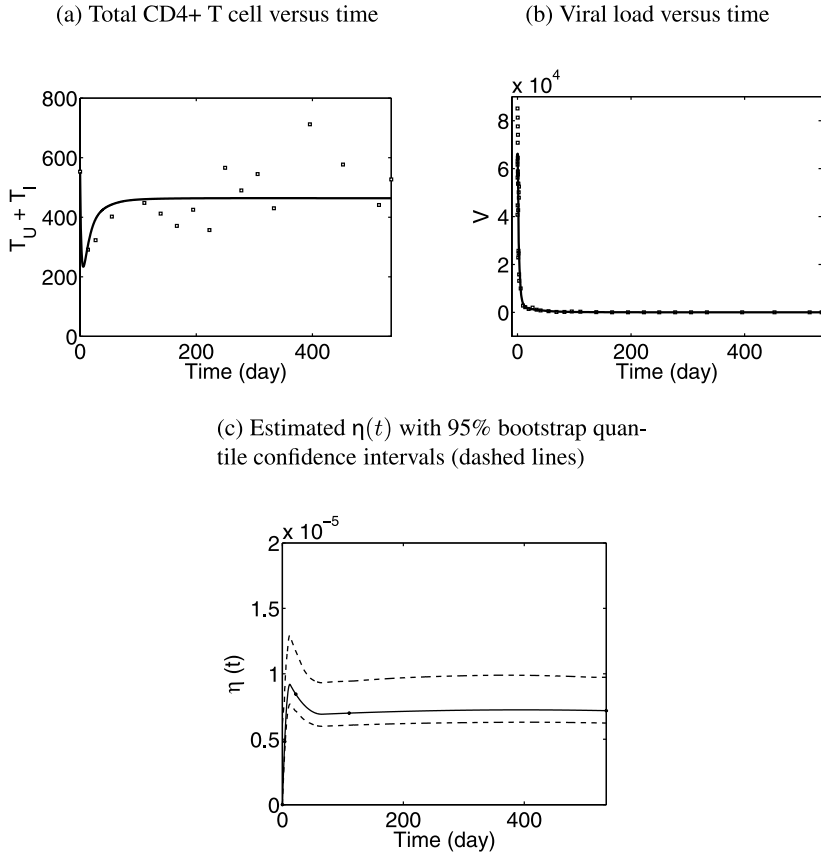 (a) Total CD4+ T cell versus time
800
600
400
200
0
T_U + T_I
0 200 400
Time (day)
(b) Viral load versus time
x 10^4
8
6
4
2
0
V
0 200 400
Time (day)
(c) Estimated η(t) with 95% bootstrap quan-
tile confidence intervals (dashed lines)
x 10^-5
2
1.5
1
0.5
0
η (t)
0 200 400
Time (day)